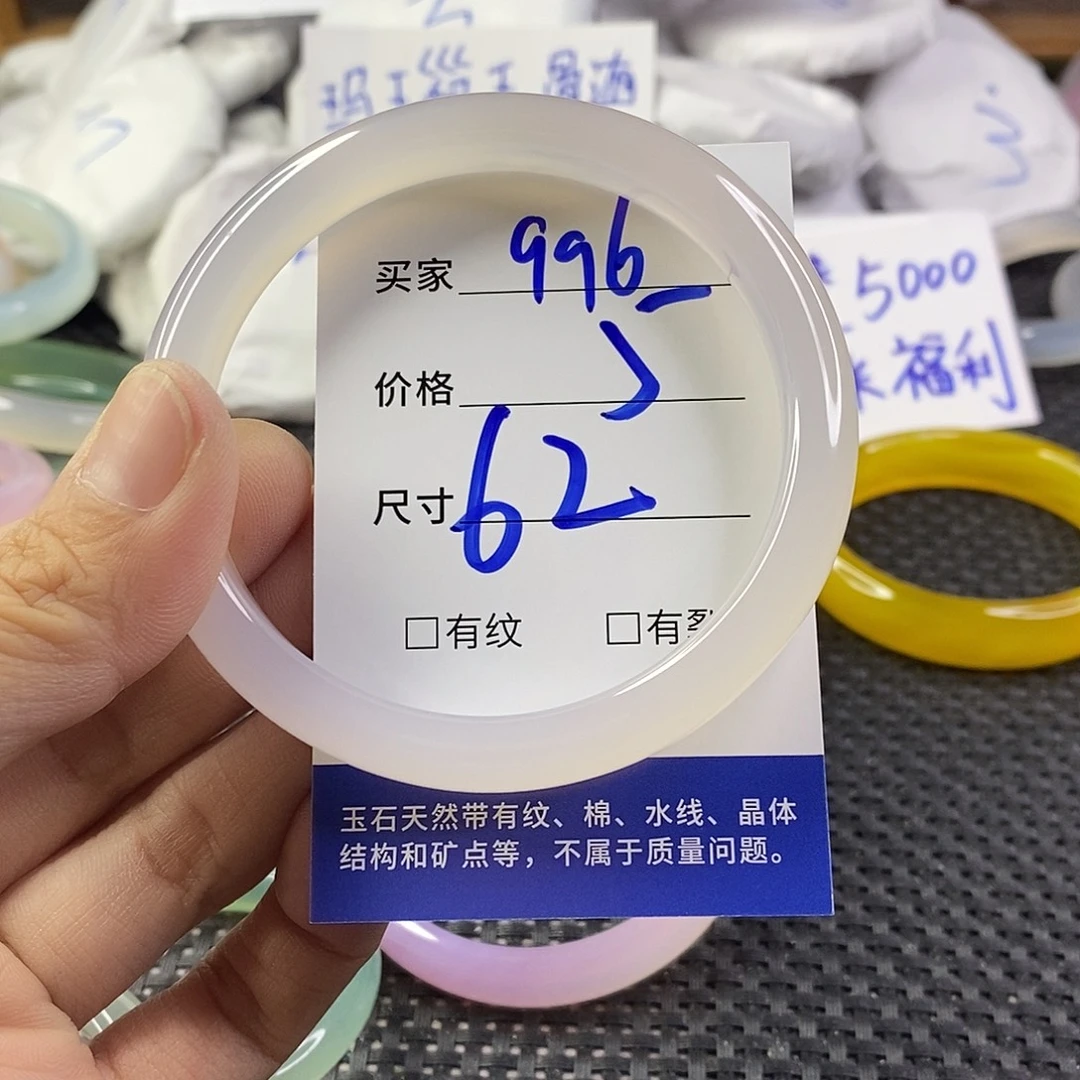 买家 996
价格
尺寸 62
□有纹 □有裂
玉石天然带有纹、棉、水线、晶体
结构和矿点等，不属于质量问题。
5000
福利